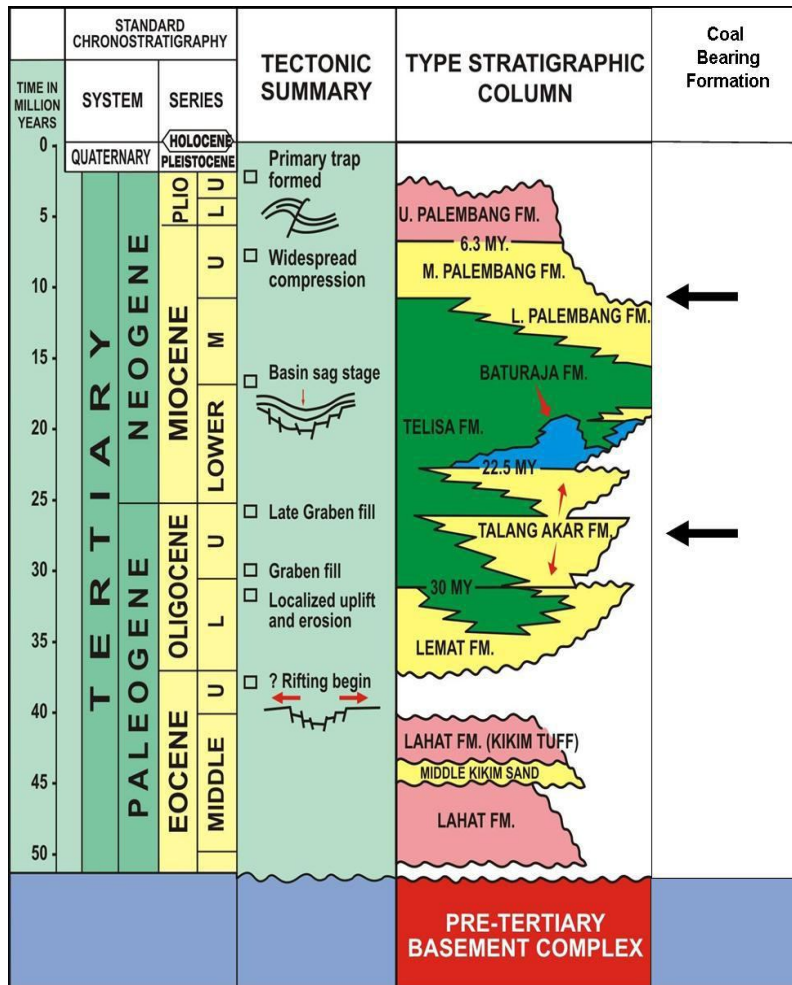 STANDARD
CHRONOSTRATIGRAPHY
TIME IN
MILLION
YEARS
SYSTEM
SERIES
TECTONIC
SUMMARY
TYPE STRATIGRAPHIC
COLUMN
Coal
Bearing
Formation
0
5
10
15
20
25
30
35
40
45
50
QUATERNARY
TERTIARY
NEOGENE
PALEOGENE
HOLOCENE
PLEISTOCENE
PLIO
U
L
MIOCENE
U
M
LOWER
OLIGOCENE
U
L
EOCENE
U
MIDDLE
Primary trap
formed
Widespread
compression
Basin sag stage
Late Graben fill
Graben fill
Localized uplift
and erosion
? Rifting begin
U. PALEMBANG FM.
6.3 MY.
M. PALEMBANG FM.
L. PALEMBANG FM.
BATURAJA FM.
TELISA FM.
22.5 MY
TALANG AKAR FM.
30 MY
LEMAT FM.
LAHAT FM. (KIKIM TUFF)
MIDDLE KIKIM SAND
LAHAT FM.
PRE-TERTIARY
BASEMENT COMPLEX